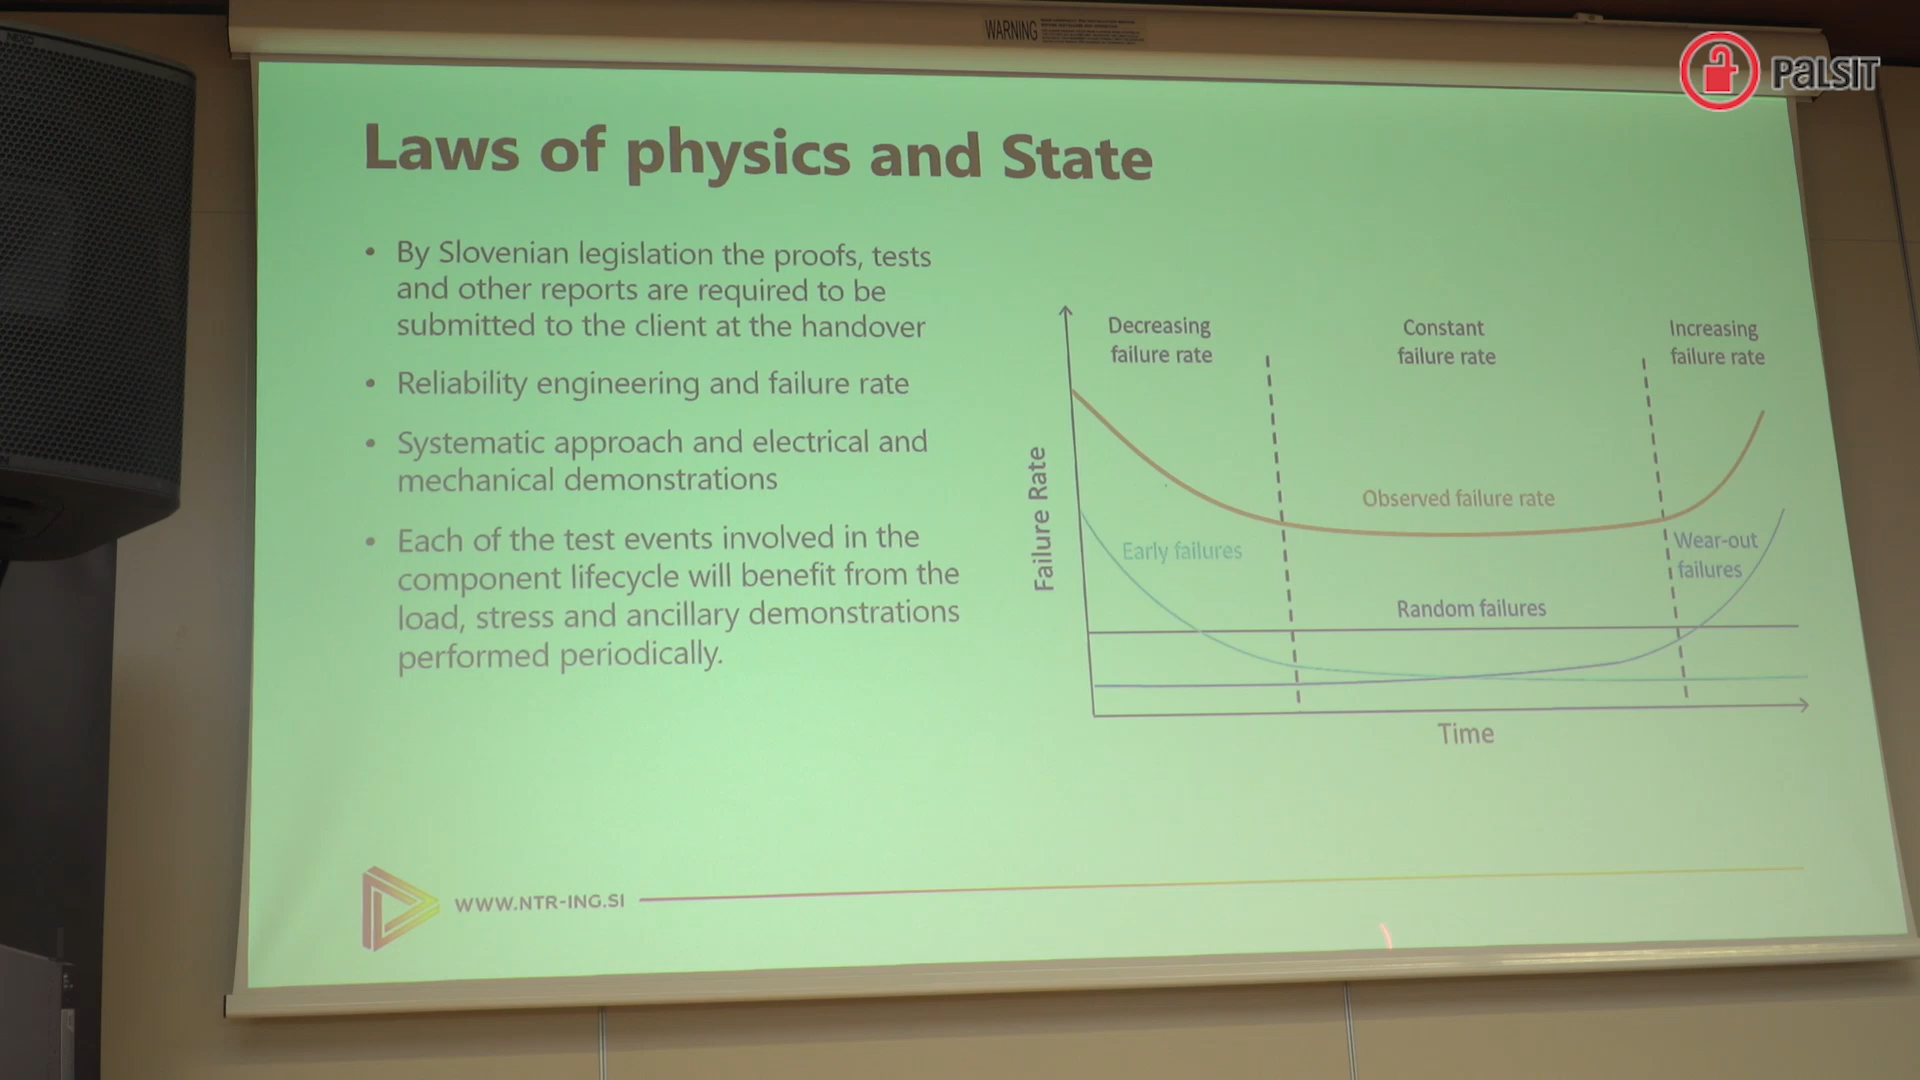 NEXO
WARNING
PALSIT
Laws of physics and State
• By Slovenian legislation the proofs, tests
and other reports are required to be
submitted to the client at the handover
• Reliability engineering and failure rate
• Systematic approach and electrical and
mechanical demonstrations
• Each of the test events involved in the
component lifecycle will benefit from the
load, stress and ancillary demonstrations
performed periodically.
Decreasing
failure rate
Constant
failure rate
Increasing
failure rate
Failure Rate
Observed failure rate
Early failures
Wear-out
failures
Random failures
Time
WWW.NTR-ING.SI